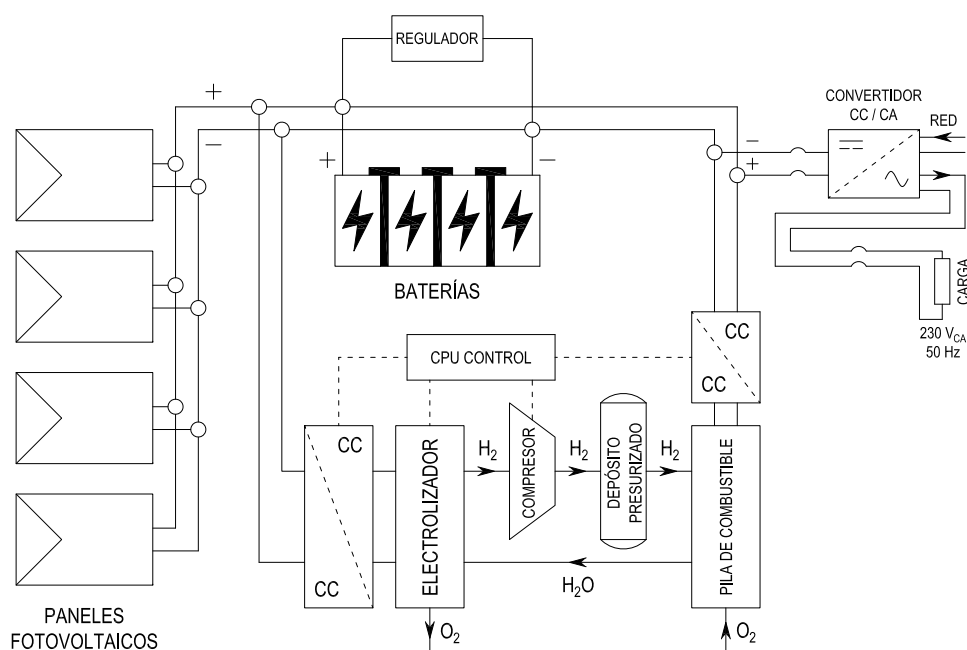 REGULADOR
+
−
CONVERTIDOR
CC / CA
RED
−
+
+
−
BATERÍAS
CARGA
230 V_CA
50 Hz
CPU CONTROL
CC
CC
CC
CC
ELECTROLIZADOR
H₂
COMPRESOR
H₂
DEPÓSITO
PRESURIZADO
H₂
PILA DE COMBUSTIBLE
H₂O
O₂
O₂
PANELES
FOTOVOLTAICOS